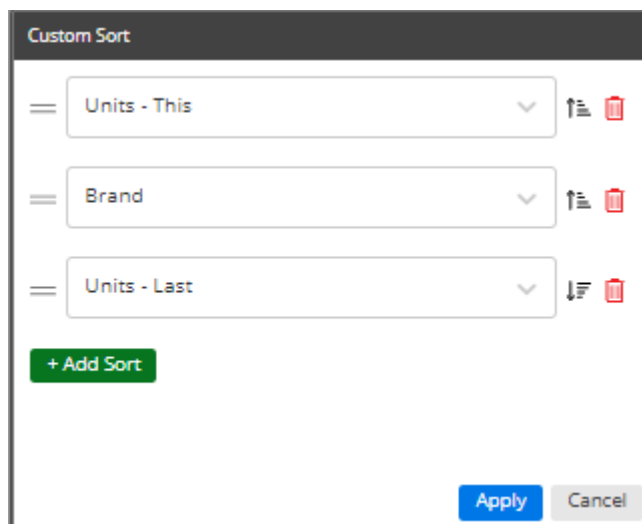 Custom Sort
Units - This
Brand
Units - Last
+ Add Sort
Apply Cancel